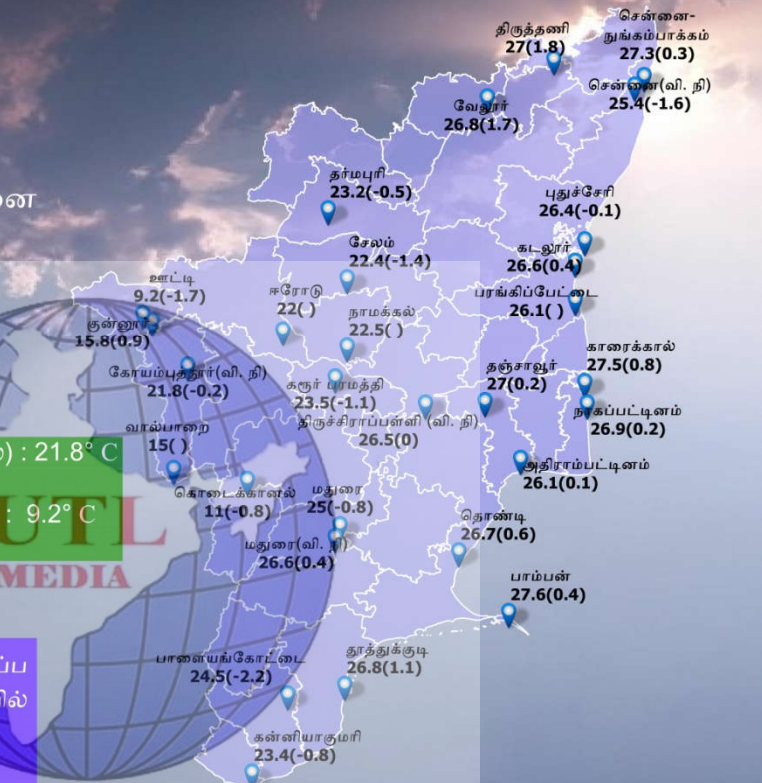 திருத்தணி
27(1.8)
சென்னை-
நுங்கம்பாக்கம்
27.3(0.3)
சென்னை(வி. நி)
25.4(-1.6)
வேலூர்
26.8(1.7)
தர்மபுரி
23.2(-0.5)
புதுச்சேரி
26.4(-0.1)
சேலம்
22.4(-1.4)
கடலூர்
26.6(0.4)
ஊட்டி
9.2(-1.7)
ஈரோடு
22( )
நாமக்கல்
22.5( )
பரங்கிப்பேட்டை
26.1( )
குன்னூர்
15.8(0.9)
கோயம்புத்தூர்(வி. நி)
21.8(-0.2)
கரூர் பரமத்தி
23.5(-1.1)
தஞ்சாவூர்
27(0.2)
காரைக்கால்
27.5(0.8)
திருச்சிராப்பள்ளி (வி. நி)
26.5(0)
நாகப்பட்டினம்
26.9(0.2)
வால்பாறை
15( )
) : 21.8° C
அதிராம்பட்டினம்
26.1(0.1)
கொடைக்கானல்
11(-0.8)
மதுரை
25(-0.8)
: 9.2° C
UTL
MEDIA
மதுரை(வி. நி)
26.6(0.4)
தொண்டி
26.7(0.6)
பாம்பன்
27.6(0.4)
பாளையங்கோட்டை
24.5(-2.2)
தூத்துக்குடி
26.8(1.1)
கன்னியாகுமரி
23.4(-0.8)